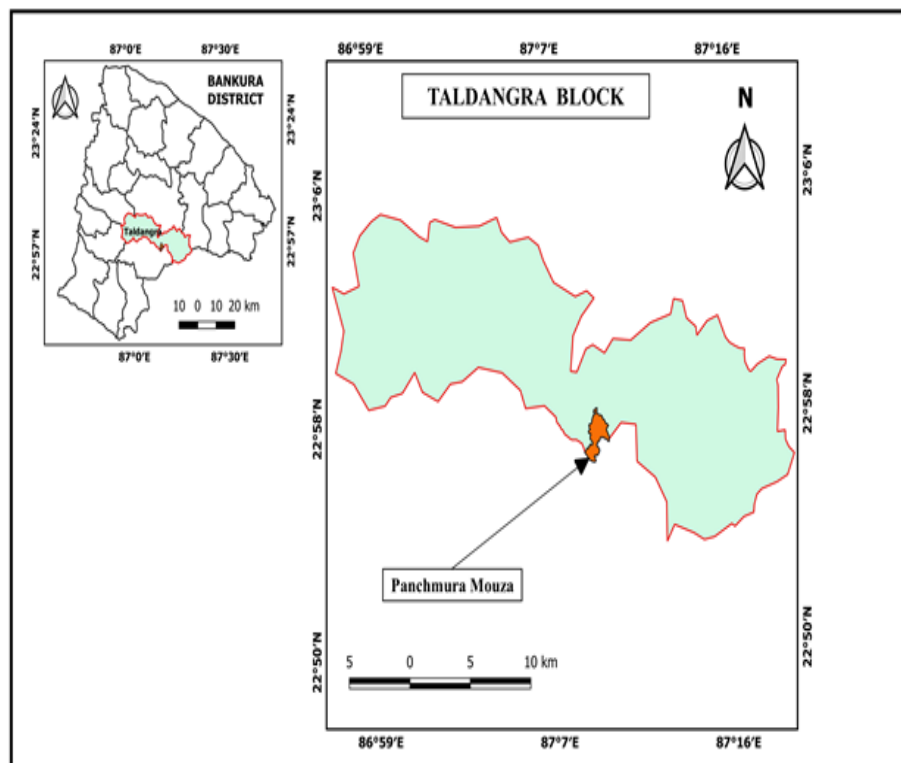 87°0'E 87°30'E
BANKURA
DISTRICT
23°24'N
23°24'N
22°57'N
22°57'N
Taldangra
10 0 10 20 km
87°0'E 87°30'E
86°59'E 87°7'E 87°16'E
TALDANGRA BLOCK
N
23°6'N
23°6'N
22°58'N
22°58'N
Panchmura Mouza
22°50'N
22°50'N
5 0 5 10 km
86°59'E 87°7'E 87°16'E